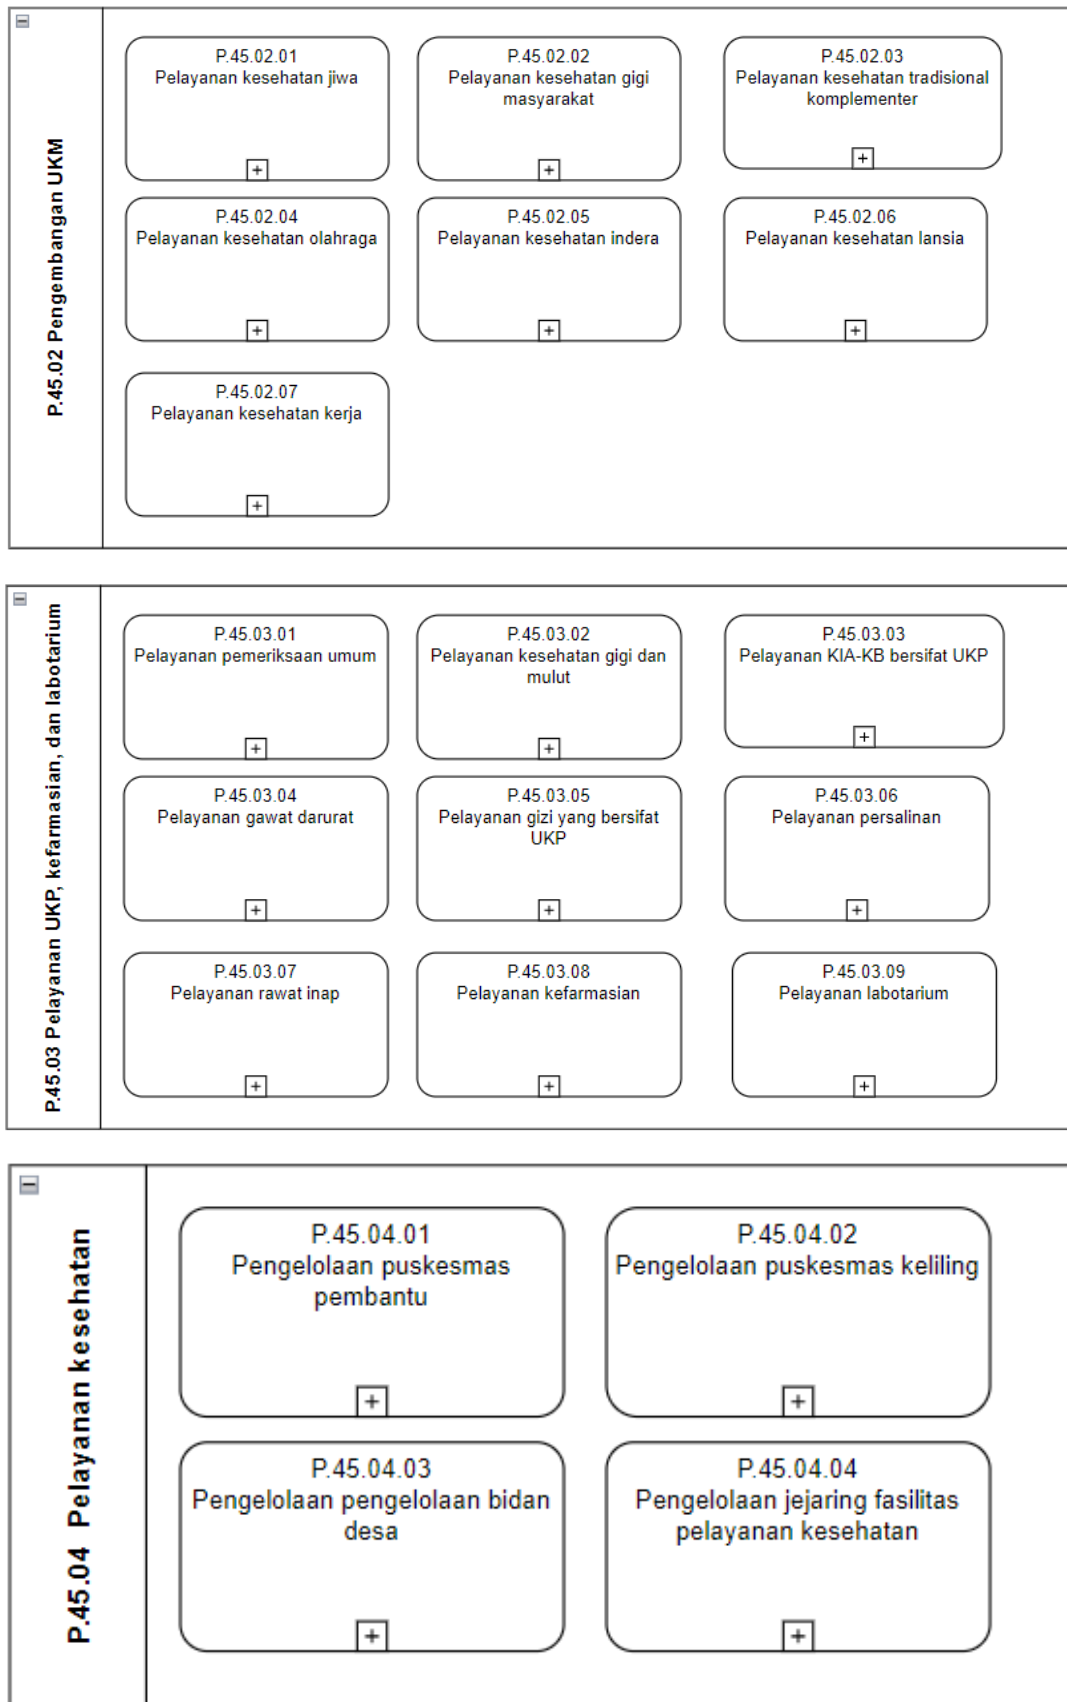 P.45.02 Pengembangan UKM
P.45.02.01
Pelayanan kesehatan jiwa
P.45.02.02
Pelayanan kesehatan gigi
masyarakat
P.45.02.03
Pelayanan kesehatan tradisional
komplementer
P.45.02.04
Pelayanan kesehatan olahraga
P.45.02.05
Pelayanan kesehatan indera
P.45.02.06
Pelayanan kesehatan lansia
P.45.02.07
Pelayanan kesehatan kerja
P.45.03 Pelayanan UKP, kefarmasian, dan labotarium
P.45.03.01
Pelayanan pemeriksaan umum
P.45.03.02
Pelayanan kesehatan gigi dan
mulut
P.45.03.03
Pelayanan KIA-KB bersifat UKP
P.45.03.04
Pelayanan gawat darurat
P.45.03.05
Pelayanan gizi yang bersifat
UKP
P.45.03.06
Pelayanan persalinan
P.45.03.07
Pelayanan rawat inap
P.45.03.08
Pelayanan kefarmasian
P.45.03.09
Pelayanan labotarium
P.45.04 Pelayanan kesehatan
P.45.04.01
Pengelolaan puskesmas
pembantu
P.45.04.02
Pengelolaan puskesmas keliling
P.45.04.03
Pengelolaan pengelolaan bidan
desa
P.45.04.04
Pengelolaan jejaring fasilitas
pelayanan kesehatan